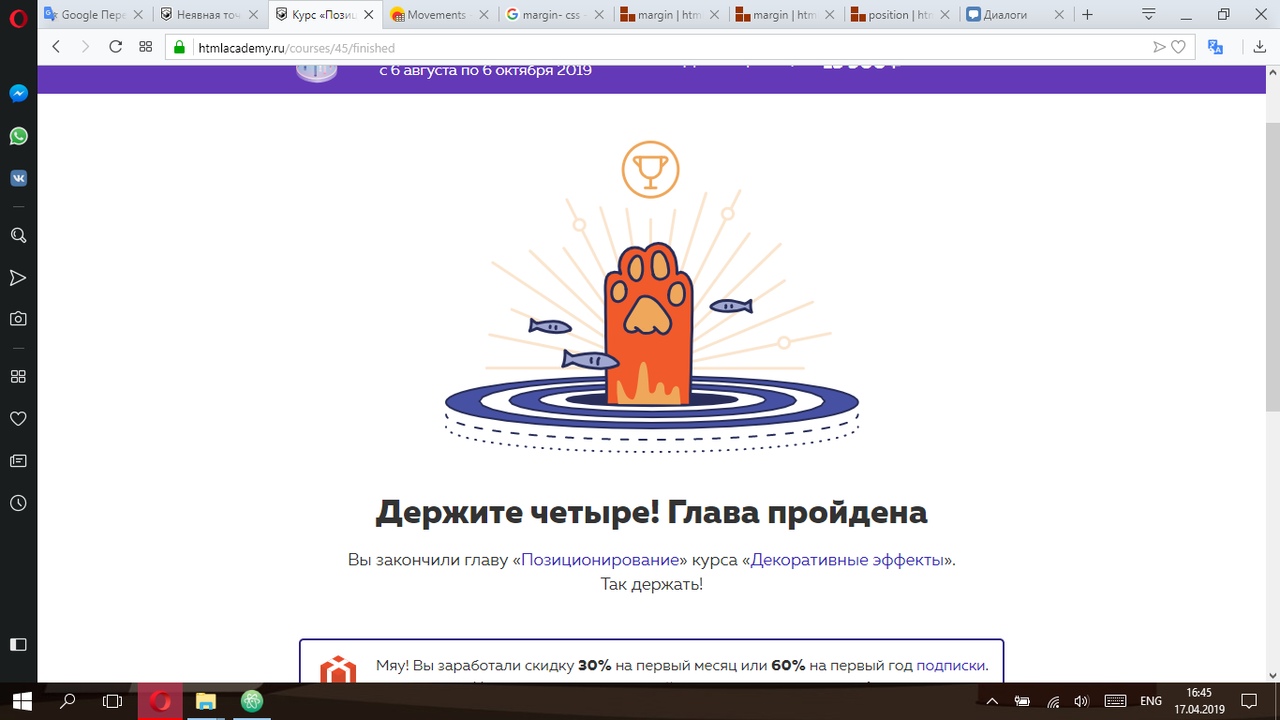 Google Пере
Неявная точ
Курс «Позиц
Movements
margin- css -
margin | htm
margin | htm
position | htm
Диалоги
htmlacademy.ru/courses/45/finished
с 6 августа по 6 октября 2019
Держите четыре! Глава пройдена
Вы закончили главу «Позиционирование» курса «Декоративные эффекты».
Так держать!
Мяу! Вы заработали скидку 30% на первый месяц или 60% на первый год подписки.
ENG
16:45
17.04.2019